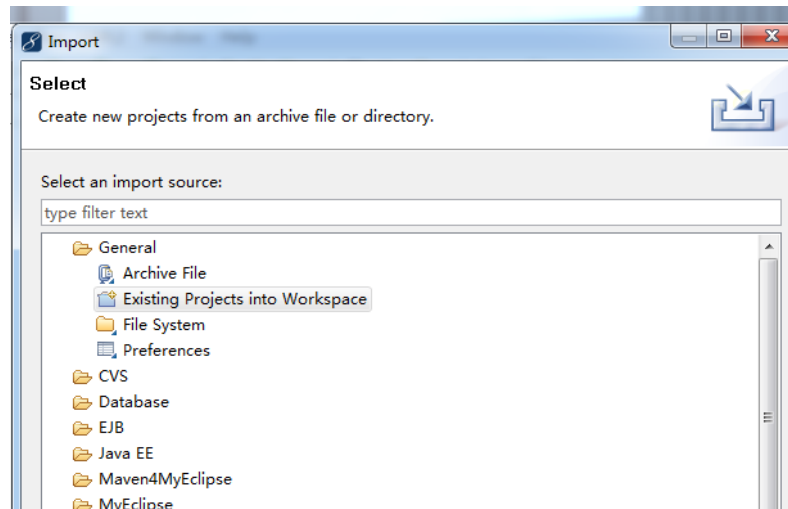 Import
Select
Create new projects from an archive file or directory.
Select an import source:
type filter text
General
Archive File
Existing Projects into Workspace
File System
Preferences
CVS
Database
EJB
Java EE
Maven4MyEclipse
MyEclipse